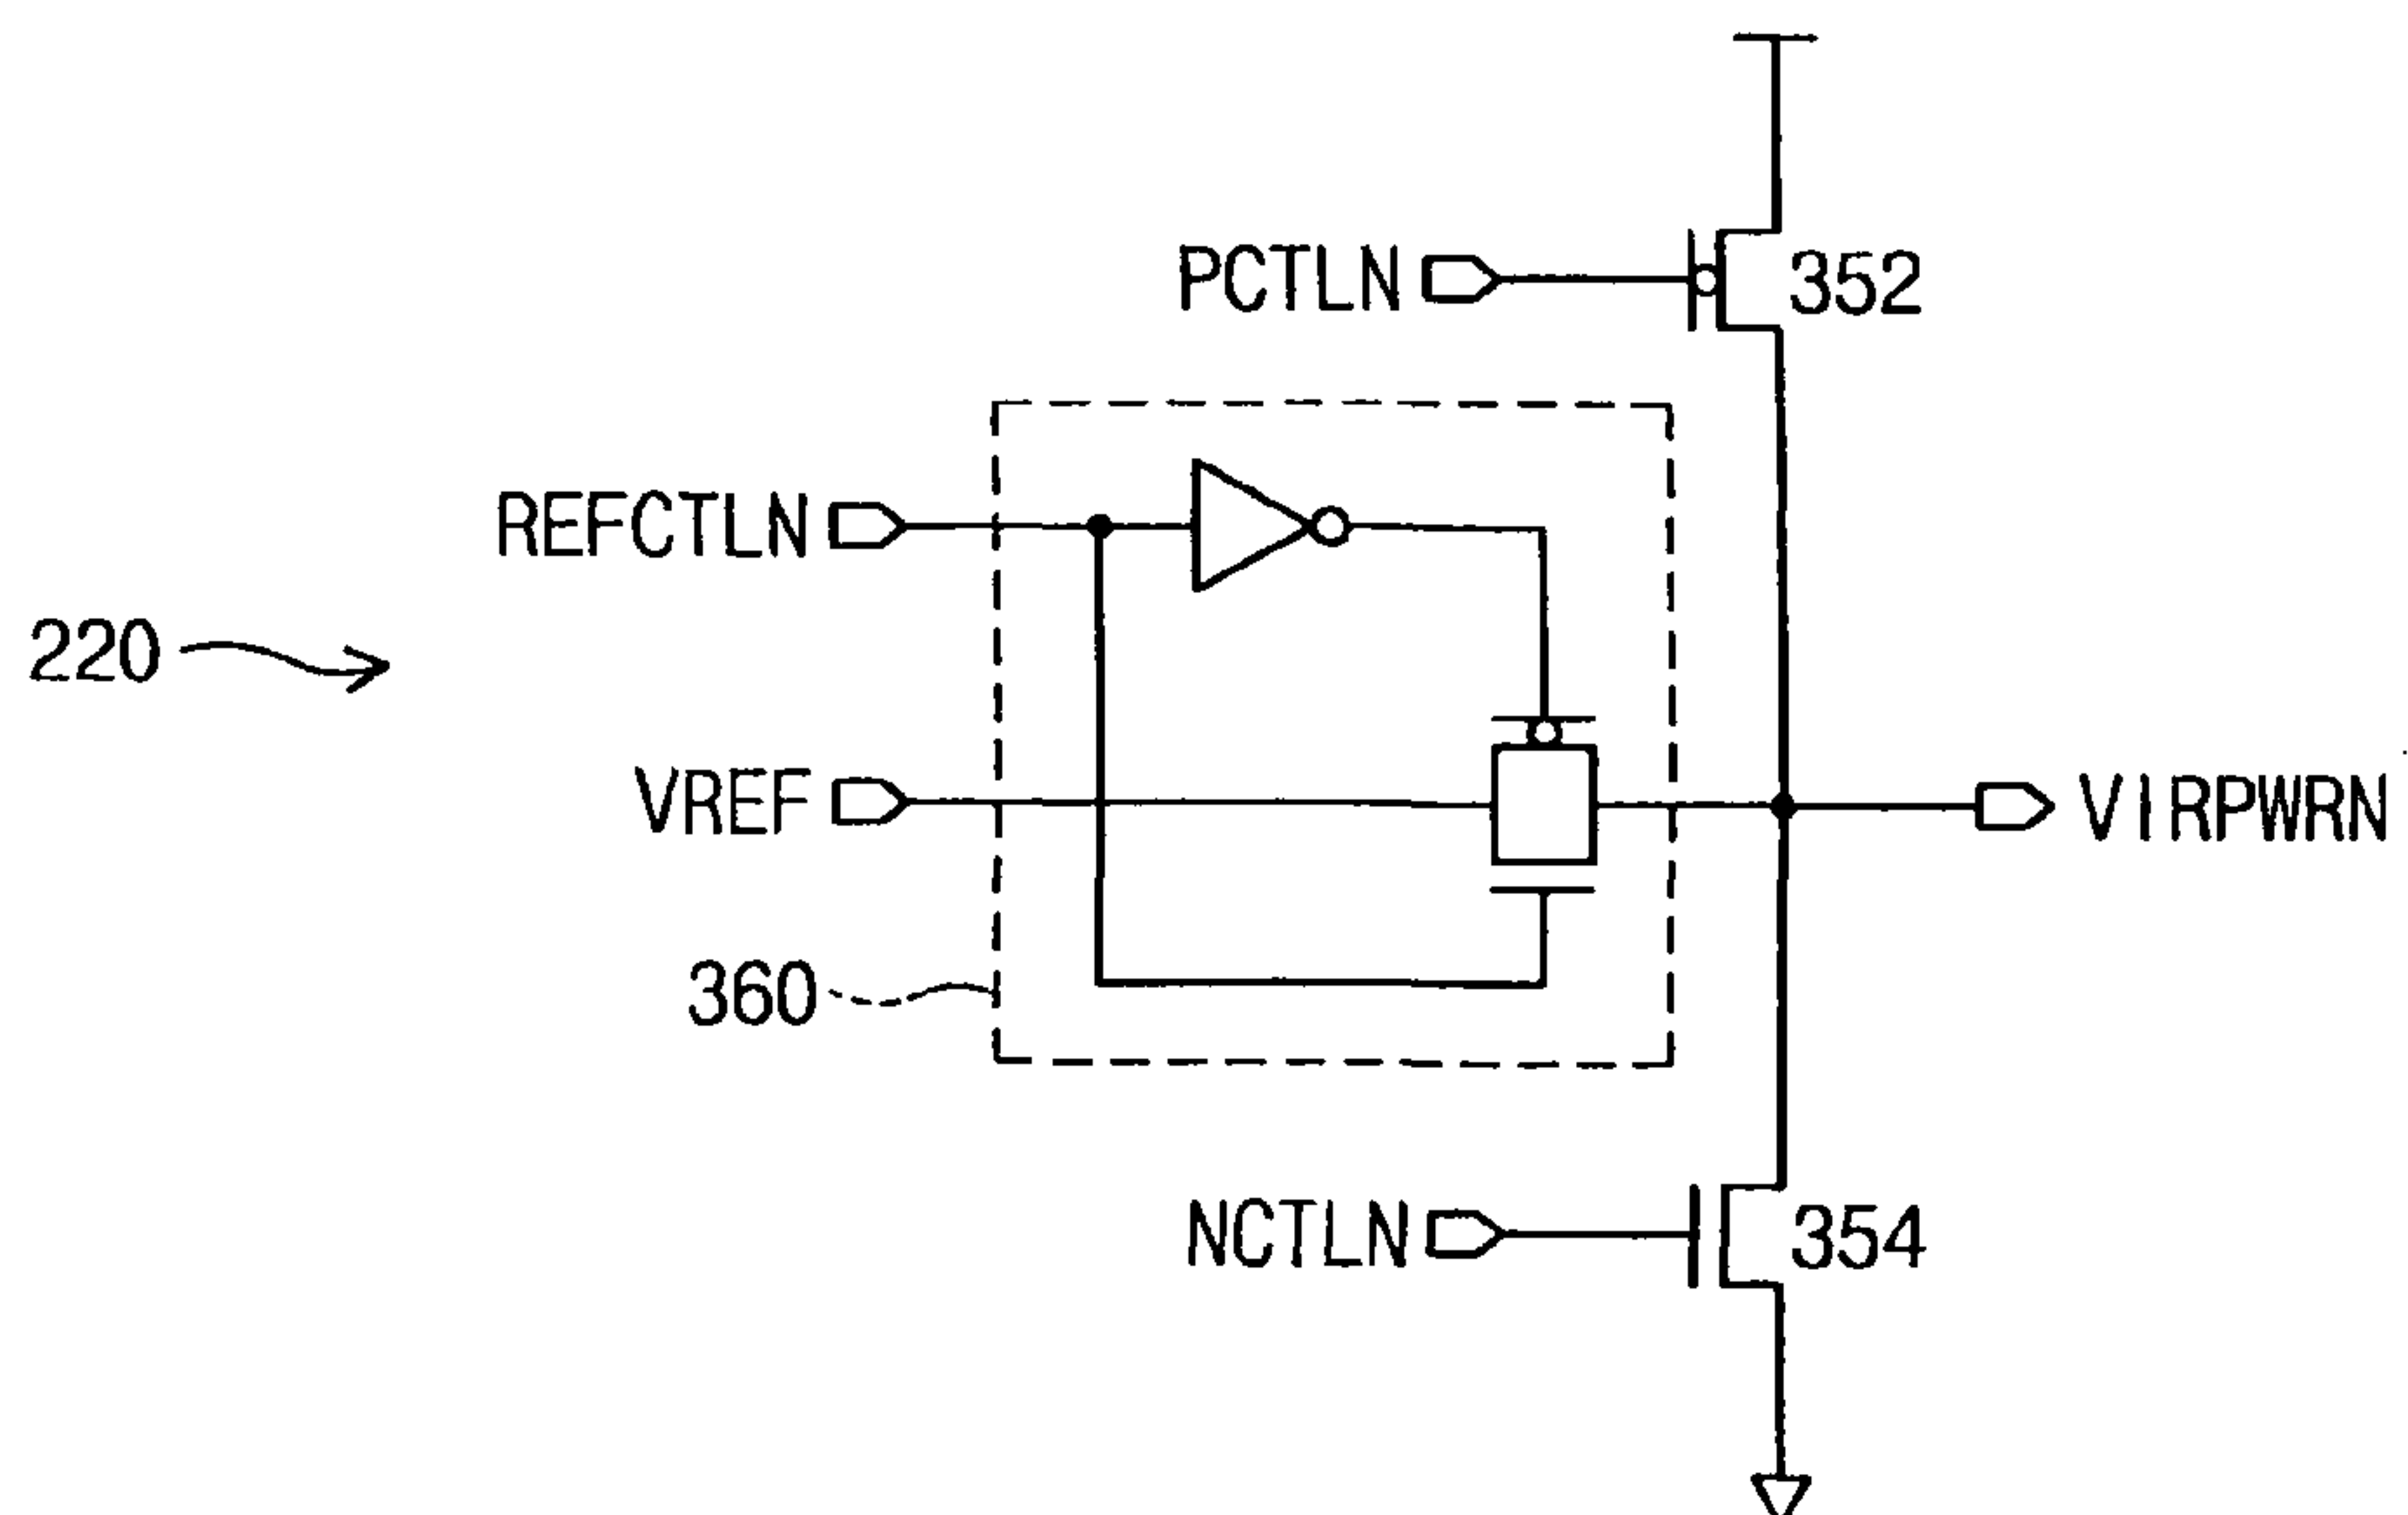 PCTLN
352
REFCTLN
220
VREF
VIRPWRN
360
NCTLN
354